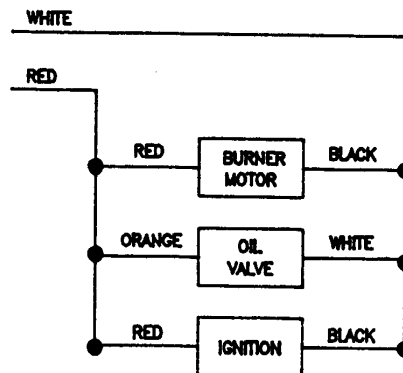 WHITE
RED
RED BURNER MOTOR BLACK
ORANGE OIL VALVE WHITE
RED IGNITION BLACK